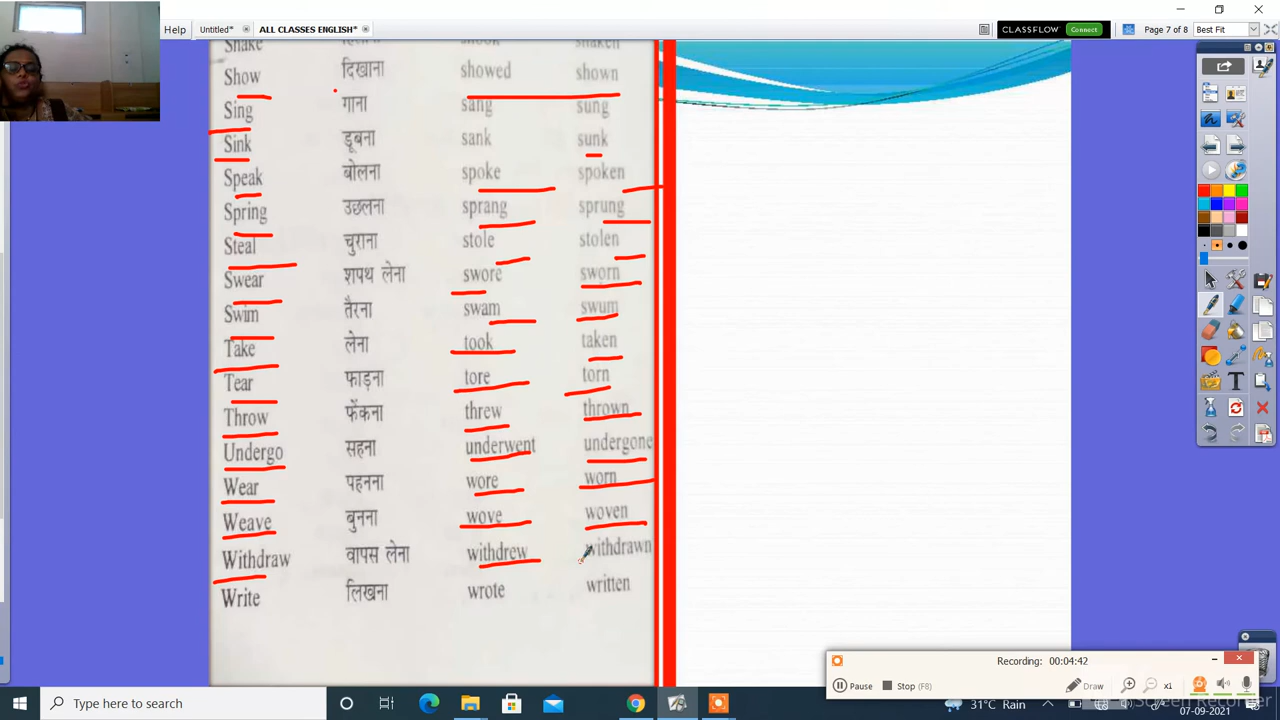 Help Untitled* ALL CLASSES ENGLISH* CLASSFLOW Connect Page 7 of 8 Best Fit
Shake हिलाना shook shaken
Show दिखाना showed shown
Sing गाना sang sung
Sink डूबना sank sunk
Speak बोलना spoke spoken
Spring उछलना sprang sprung
Steal चुराना stole stolen
Swear शपथ लेना swore sworn
Swim तैरना swam swum
Take लेना took taken
Tear फाड़ना tore torn
Throw फेंकना threw thrown
Undergo सहना underwent undergone
Wear पहनना wore worn
Weave बुनना wove woven
Withdraw वापस लेना withdrew withdrawn
Write लिखना wrote written
Recording: 00:04:42
Pause Stop (F8) Draw x1
Type here to search
31°C Rain
07-09-2021